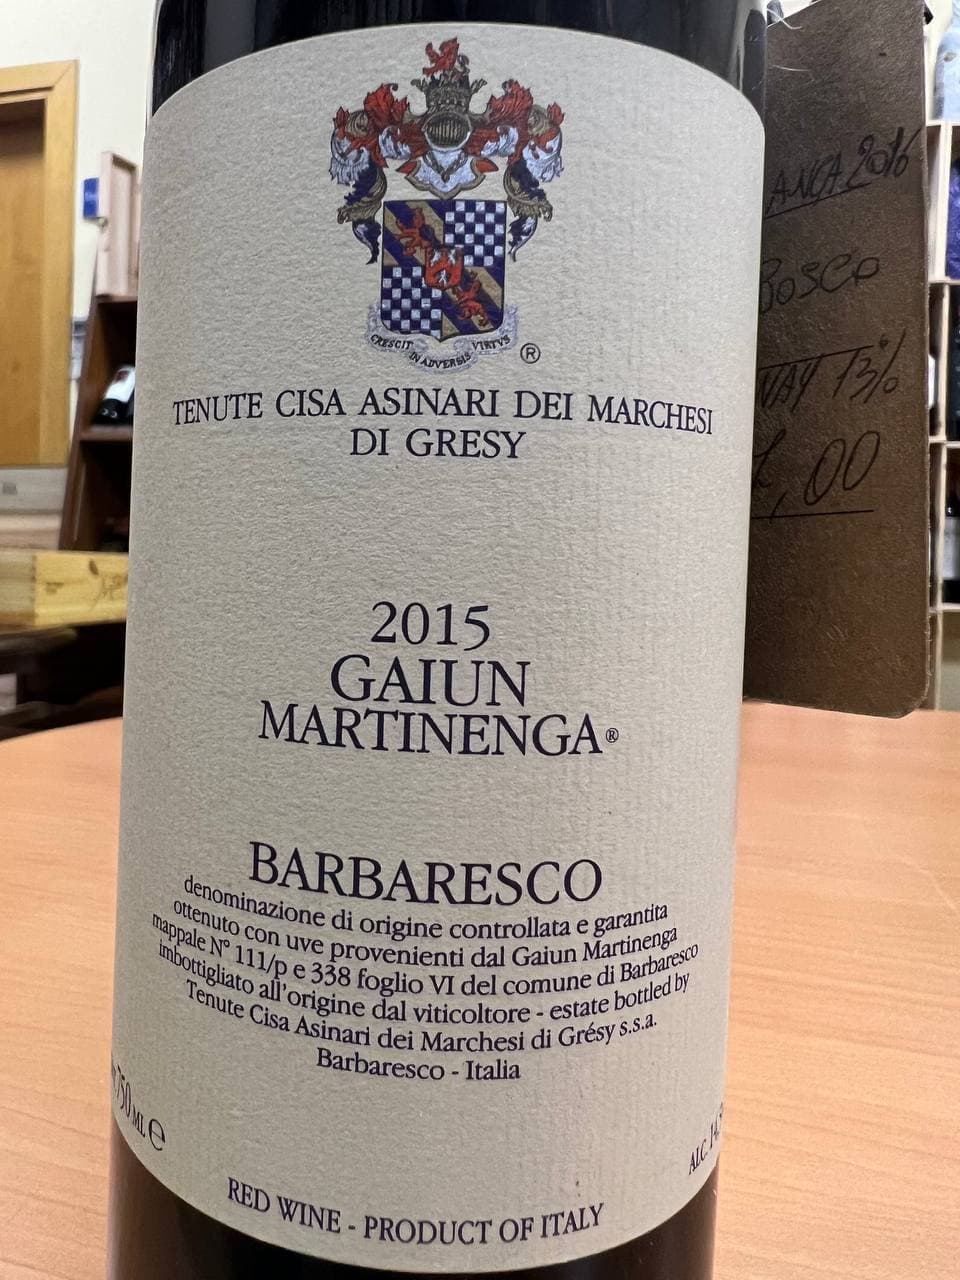 CRESCIT IN ADVERSIS VIRTVS
®
TENUTE CISA ASINARI DEI MARCHESI
DI GRESY
2015
GAIUN
MARTINENGA®
BARBARESCO
denominazione di origine controllata e garantita
ottenuto con uve provenienti dal Gaiun Martinenga
mappale N° 111/p e 338 foglio VI del comune di Barbaresco
imbottigliato all'origine dal viticoltore - estate bottled by
Tenute Cisa Asinari dei Marchesi di Grésy s.s.a.
Barbaresco - Italia
750 ML e
ALC.
RED WINE - PRODUCT OF ITALY
2016
13%